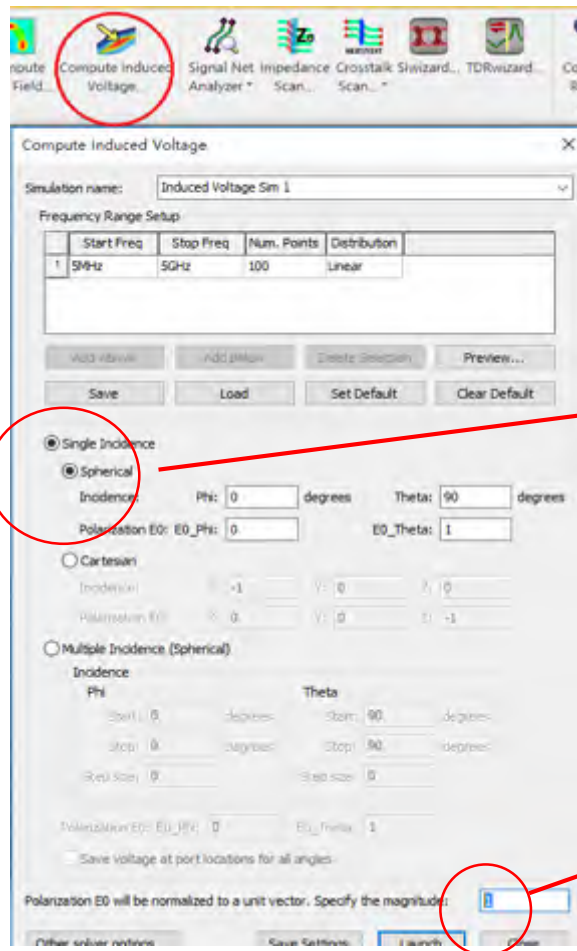 npute Compute Induced Signal Net Impedance Crosstalk SIwizard... TDRwizard... Co
Field... Voltage... Analyzer Scan... Scan... R
Compute Induced Voltage
Simulation name: Induced Voltage Sim 1
Frequency Range Setup
Start Freq Stop Freq Num. Points Distribution
1 5MHz 5GHz 100 Linear
Add Above Add Below Delete Selection Preview...
Save Load Set Default Clear Default
Single Incidence
Spherical
Incidence: Phi: 0 degrees Theta: 90 degrees
Polarization E0: E0_Phi: 0 E0_Theta: 1
Cartesian
Incidence: X: -1 Y: 0 Z: 0
Polarization E0: X: 0 Y: 0 Z: -1
Multiple Incidence (Spherical)
Incidence
Phi Theta
Start: 0 degrees Start: 90 degrees
Stop: 0 degrees Stop: 90 degrees
Step size: 0 Step size: 0
Polarization E0: E0_Phi: 0 E0_Theta: 1
Save voltage at port locations for all angles
Polarization E0 will be normalized to a unit vector. Specify the magnitude: 1
Other solver options... Save Settings Launch Close